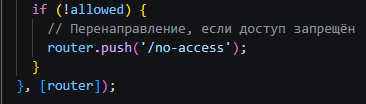 if (!allowed) {
// Перенаправление, если доступ запрещён
router.push('/no-access');
}
}, [router]);